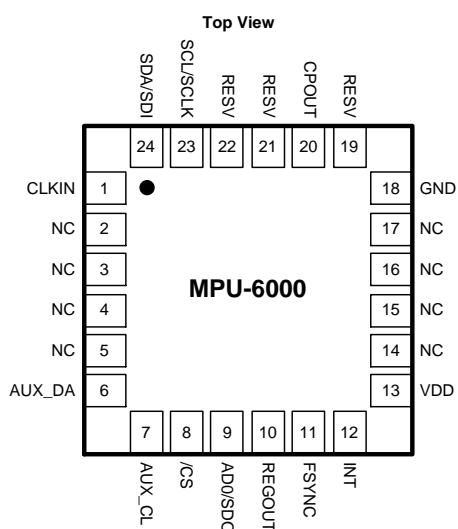 Top View
SDA/SDI
SCL/SCLK
RESV
RESV
CPOUT
RESV
24 23 22 21 20 19
CLKIN 1 18 GND
NC 2 17 NC
NC 3 16 NC
MPU-6000
NC 4 15 NC
NC 5 14 NC
AUX_DA 6 13 VDD
7 8 9 10 11 12
AUX_CL
/CS
AD0/SDO
REGOUT
FSYNC
INT